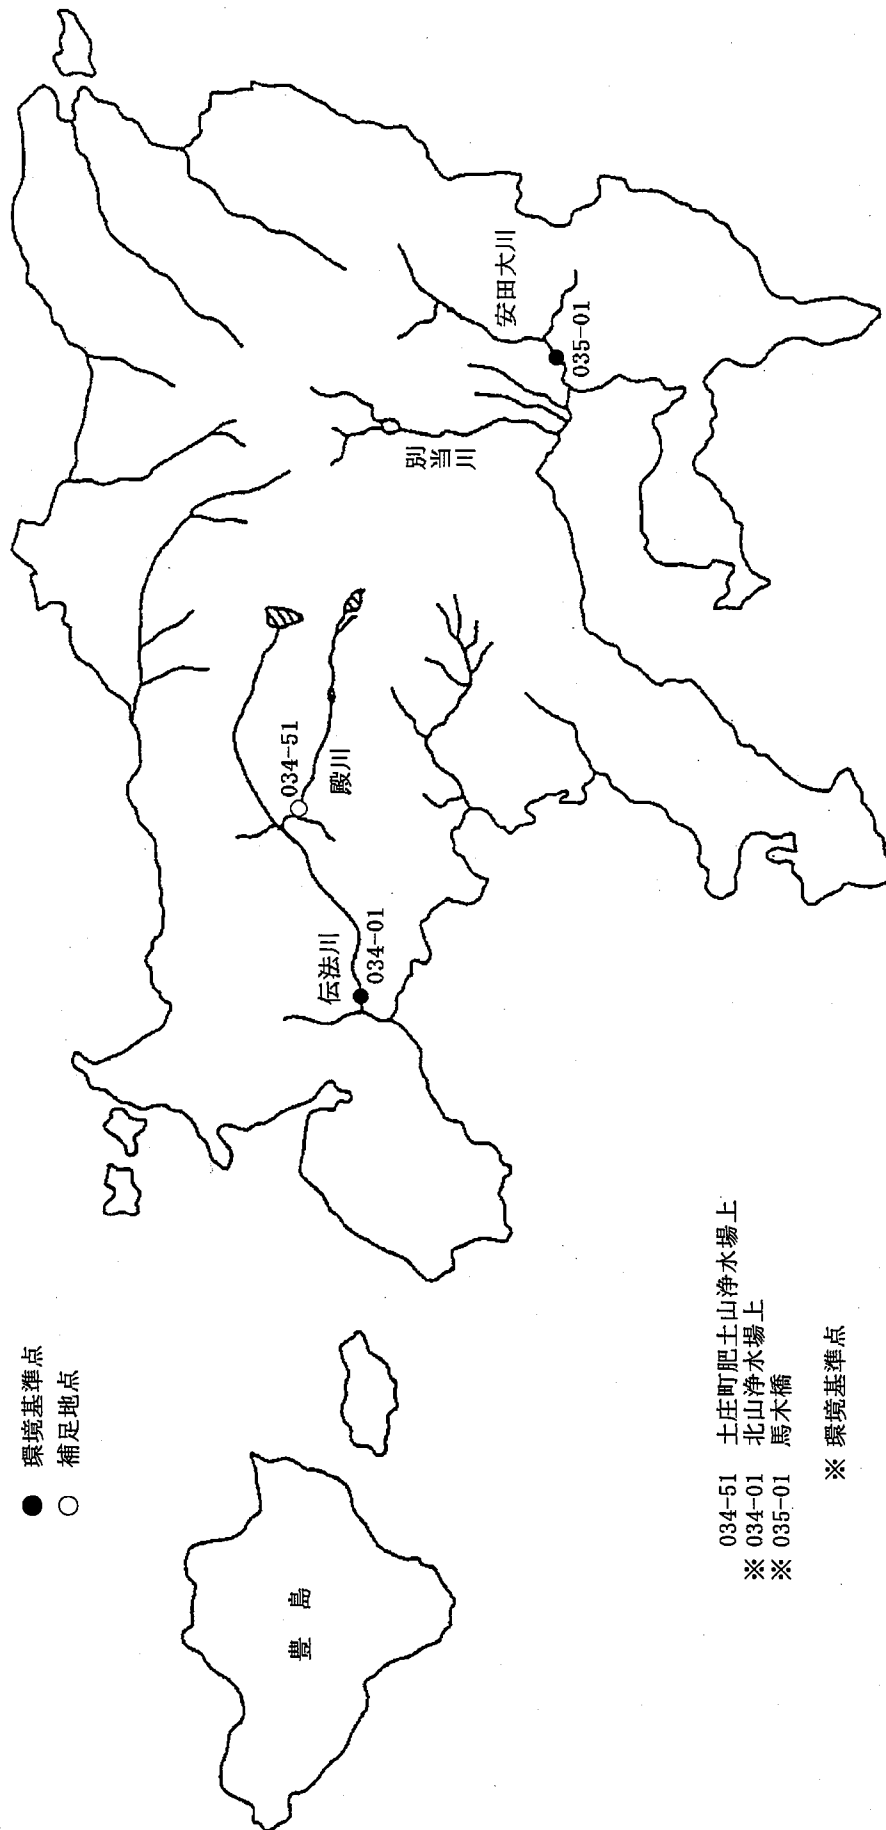 ● 環境基準点
○ 補足地点
豊島
伝法川
034-01
034-51
殿川
別当川
安田大川
035-01
034-51 土庄町肥土山浄水場上
※ 034-01 北山浄水場上
※ 035-01 馬木橋
※ 環境基準点